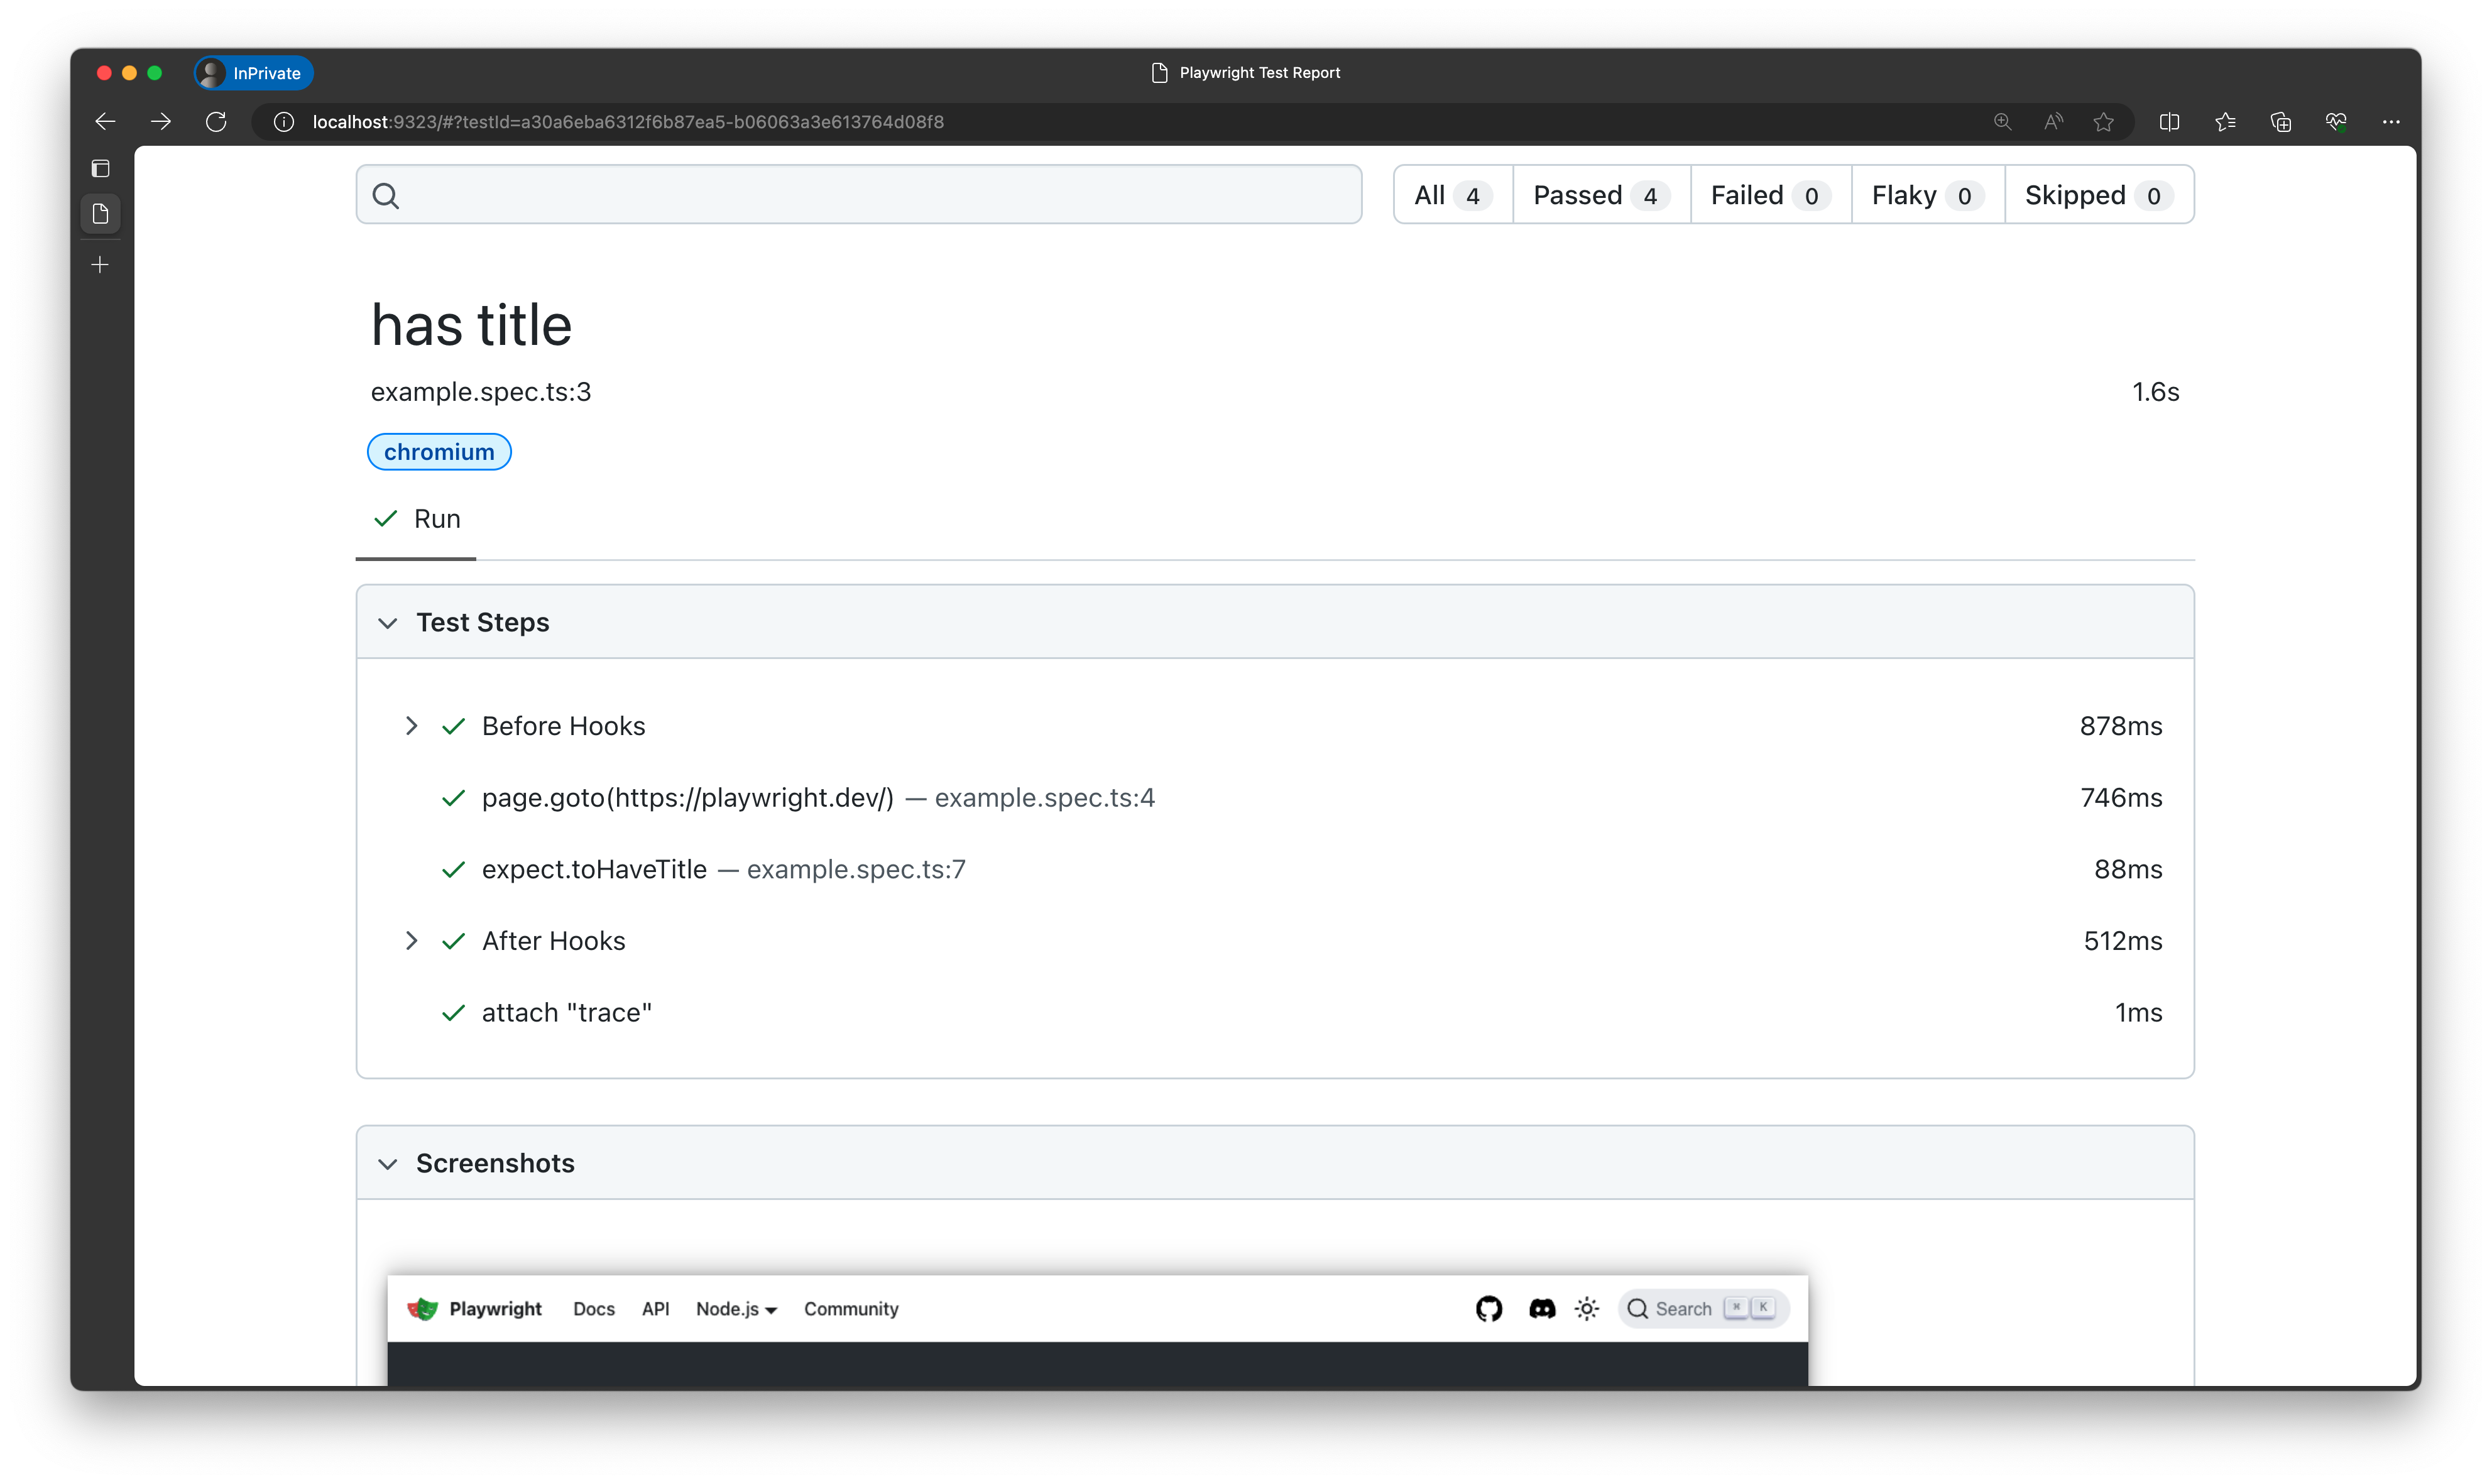 InPrivate
Playwright Test Report
localhost:9323/#?testId=a30a6eba6312f6b87ea5-b06063a3e613764d08f8
All 4 Passed 4 Failed 0 Flaky 0 Skipped 0
has title
example.spec.ts:3 1.6s
chromium
Run
Test Steps
Before Hooks 878ms
page.goto(https://playwright.dev/) — example.spec.ts:4 746ms
expect.toHaveTitle — example.spec.ts:7 88ms
After Hooks 512ms
attach "trace" 1ms
Screenshots
Playwright Docs API Node.js Community Search ⌘ K